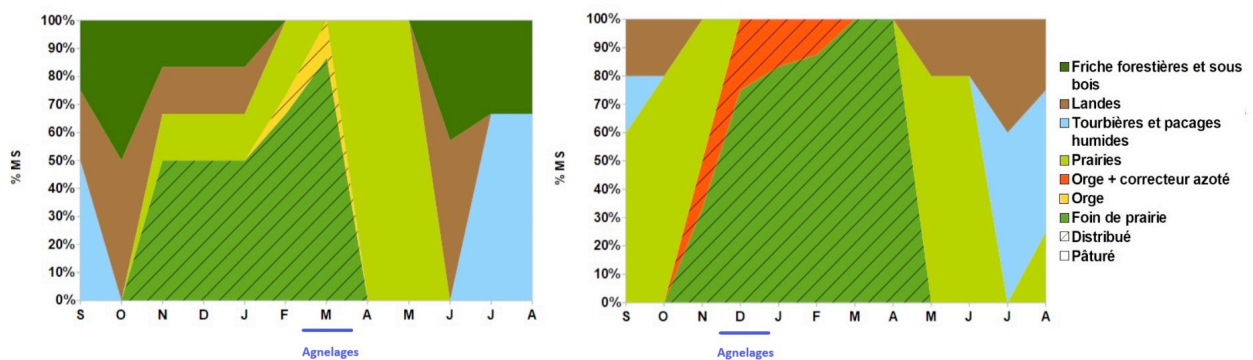 100%
90%
80%
70%
60%
50%
40%
30%
20%
10%
0%
% M S
S O N D J F M A M J J A
Agnelages
100%
90%
80%
70%
60%
50%
40%
30%
20%
10%
0%
% M S
S O N D J F M A M J J A
Agnelages
Friche forestières et sous
bois
Landes
Tourbières et pacages
humides
Prairies
Orge + correcteur azoté
Orge
Foin de prairie
Distribué
Pâturé